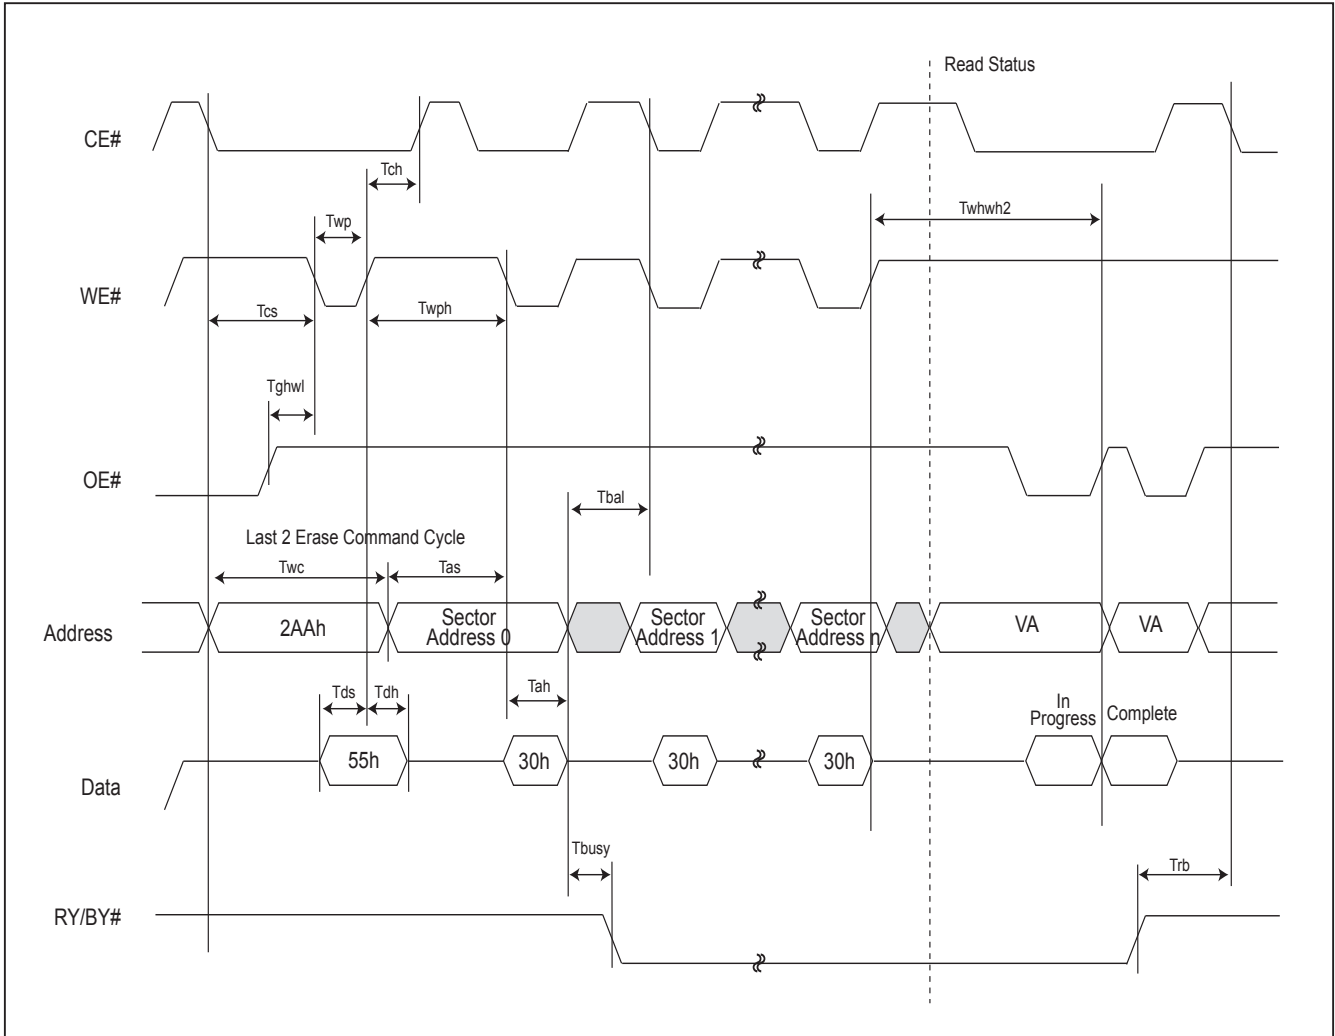 Read Status
CE#
Tch
Twhwh2
Twp
WE#
Tcs
Twph
Tghwl
OE#
Tbal
Last 2 Erase Command Cycle
Twc
Tas
Address
2AAh
Sector
Address 0
Sector
Address 1
Sector
Address n
VA
VA
Tds
Tdh
Tah
In
Progress
Complete
Data
55h
30h
30h
30h
Tbusy
Trb
RY/BY#